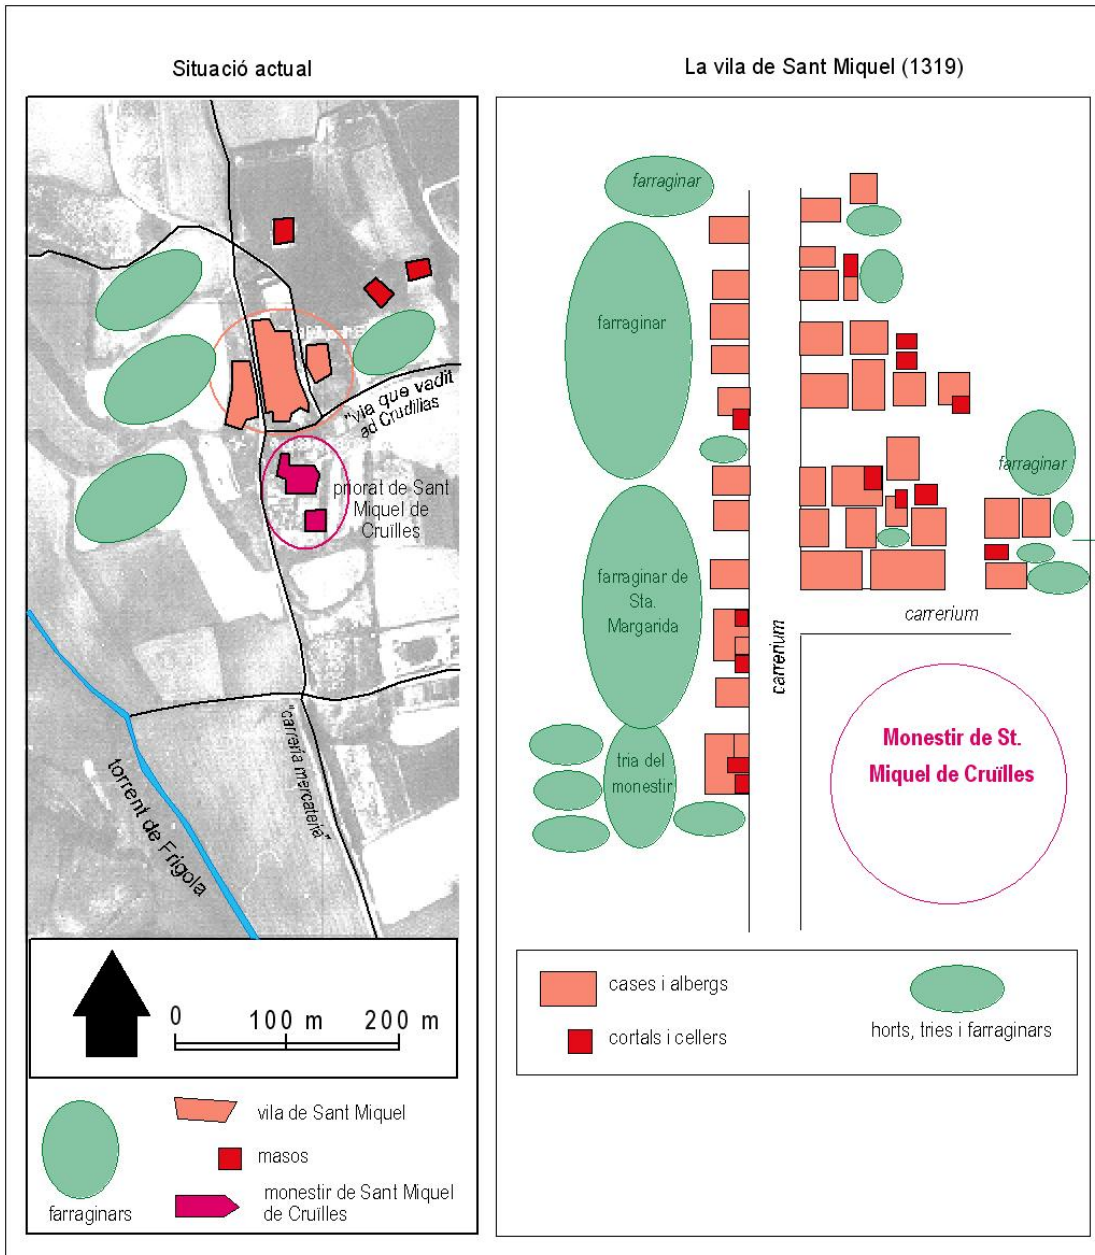 Situació actual
"via que vadit
ad Crudilias
priorat de Sant
Miquel de
Cruïlles
"carreria mercateria"
torrent de Frigola
0 100 m 200 m
farraginars
vila de Sant Miquel
masos
monestir de Sant Miquel
de Cruïlles
La vila de Sant Miquel (1319)
farraginar
farraginar
farraginar
farraginar de
Sta.
Margarida
carrerium
carrerium
tria del
monestir
Monestir de St.
Miquel de Cruïlles
cases i albergs
cortals i cellers
horts, tries i farraginars